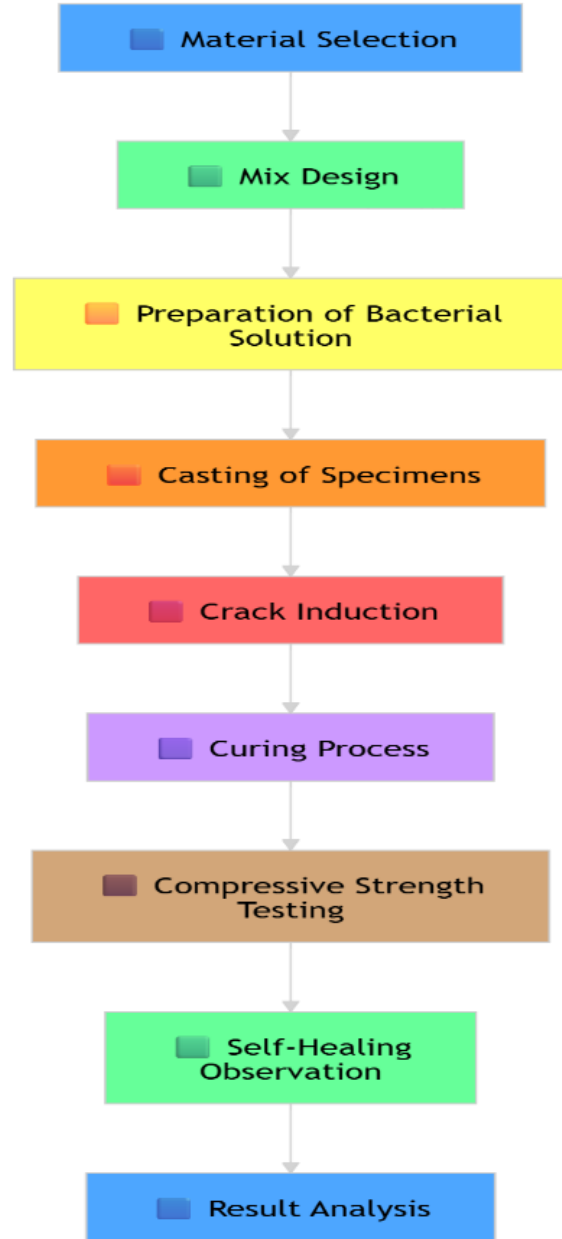 Material Selection
Mix Design
Preparation of Bacterial
Solution
Casting of Specimens
Crack Induction
Curing Process
Compressive Strength
Testing
Self-Healing
Observation
Result Analysis